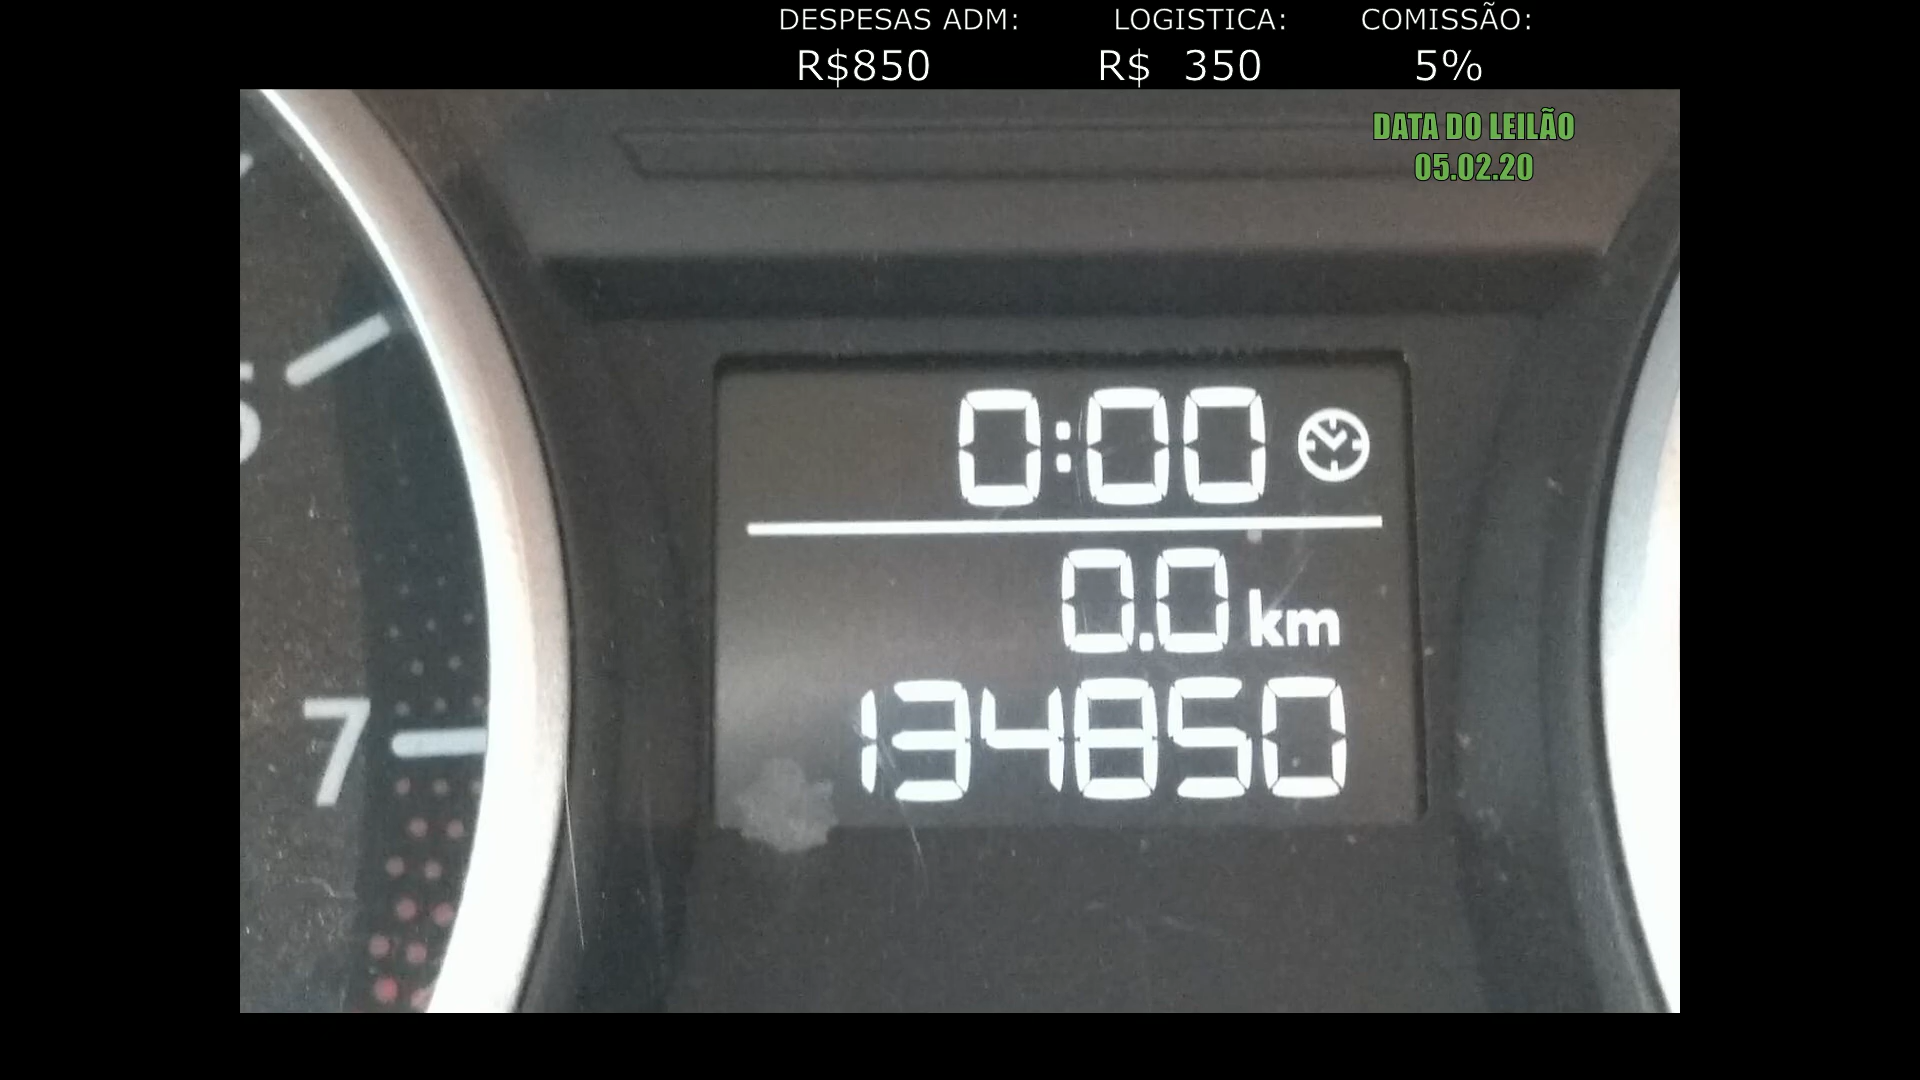 DESPESAS ADM: LOGISTICA: COMISSÃO:
R$850 R$ 350 5%
DATA DO LEILÃO
05.02.20
0:00
0.0 km
134850
7